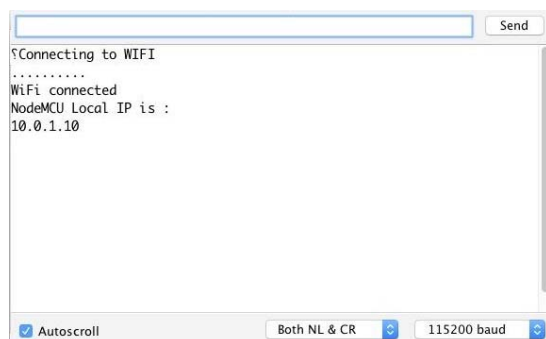 Send
⸮Connecting to WIFI
..........
WiFi connected
NodeMCU Local IP is :
10.0.1.10
Autoscroll
Both NL & CR
115200 baud